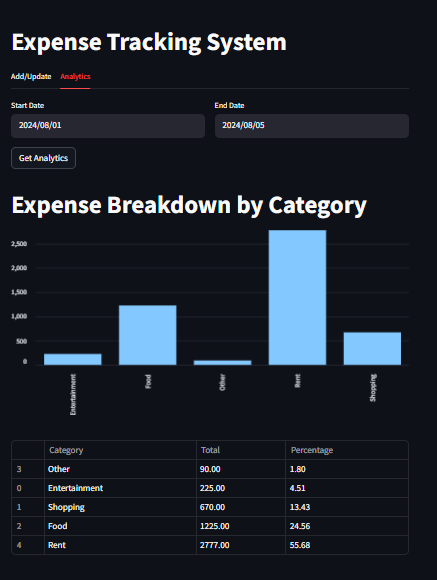 Expense Tracking System
Add/Update Analytics
Start Date End Date
2024/08/01 2024/08/05
Get Analytics
Expense Breakdown by Category
2,500
2,000
1,500
1,000
500
0
Entertainment Food Other Rent Shopping
Category Total Percentage
3 Other 90.00 1.80
0 Entertainment 225.00 4.51
1 Shopping 670.00 13.43
2 Food 1225.00 24.56
4 Rent 2777.00 55.68